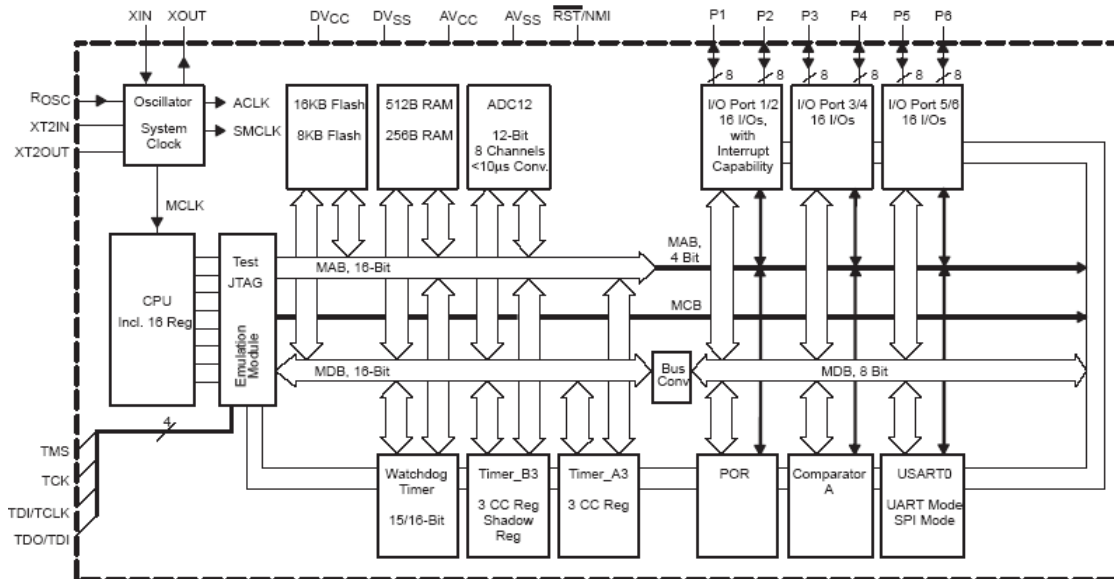 XIN
XOUT
DVCC
DVSS
AVCC
AVSS
RST/NMI
P1
P2
P3
P4
P5
P6
8
8
8
8
8
8
ROSC
XT2IN
XT2OUT
Oscillator
System
Clock
ACLK
SMCLK
16KB Flash
8KB Flash
512B RAM
256B RAM
ADC12
12-Bit
8 Channels
<10µs Conv.
I/O Port 1/2
16 I/Os,
with
Interrupt
Capability
I/O Port 3/4
16 I/Os
I/O Port 5/6
16 I/Os
MCLK
CPU
Incl. 16 Reg
Test
JTAG
Emulation
Module
MAB, 16-Bit
MAB,
4 Bit
MCB
MDB, 16-Bit
Bus
Conv
MDB, 8 Bit
4
TMS
TCK
TDI/TCLK
TDO/TDI
Watchdog
Timer
15/16-Bit
Timer_B3
3 CC Reg
Shadow
Reg
Timer_A3
3 CC Reg
POR
Comparator
A
USART0
UART Mode
SPI Mode